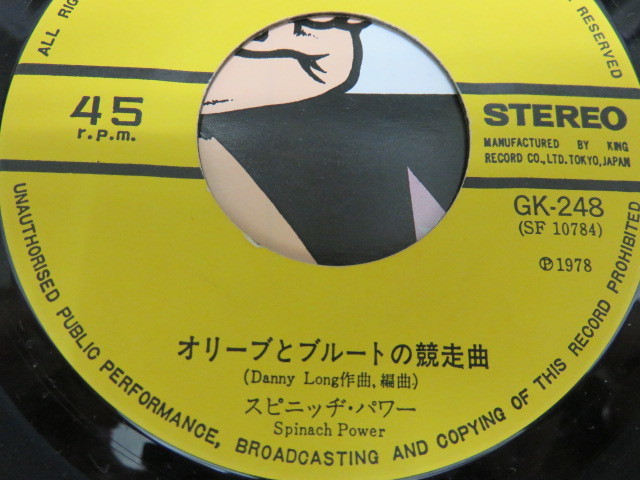 ALL RIG
RESERVED
45
r.p.m.
STEREO
MANUFACTURED BY KING
RECORD CO., LTD. TOKYO, JAPAN
GK-248
(SF 10784)
Ⓟ1978
オリーブとブルートの競走曲
(Danny Long作曲, 編曲)
スピニッヂ・パワー
Spinach Power
UNAUTHORISED PUBLIC PERFORMANCE, BROADCASTING AND COPYING OF THIS RECORD PROHIBITED